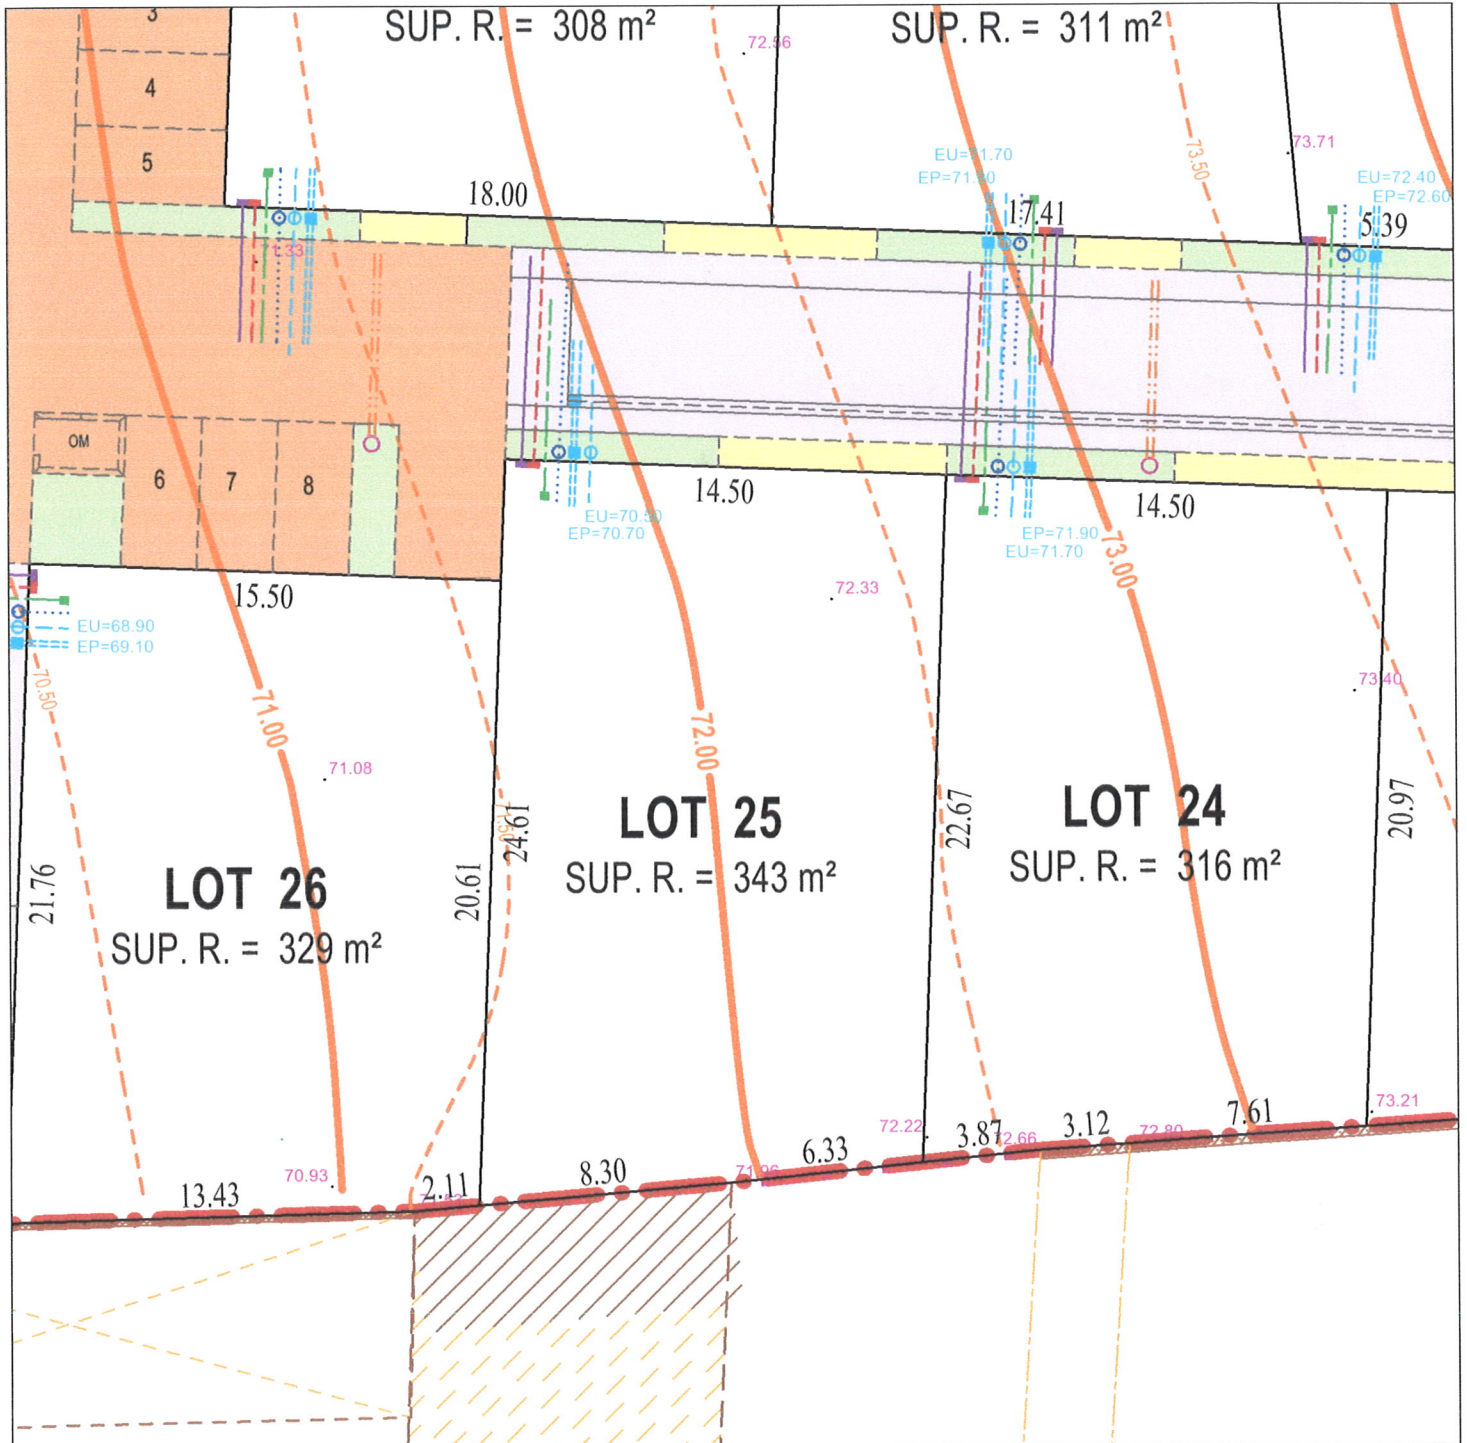 3
SUP. R. = 308 m²
SUP. R. = 311 m²
72.56
4
73.50
73.71
5
EU=71.70
EP=71.90
EU=72.40
EP=72.60
18.00
17.41
5.39
OM
6
7
8
14.50
14.50
EU=70.50
EP=70.70
EP=71.90
EU=71.70
73.00
15.50
72.33
EU=68.90
EP=69.10
70.50
71.00
73.40
72.00
71.08
LOT 25
LOT 24
SUP. R. = 343 m²
SUP. R. = 316 m²
24.61
71.50
22.67
20.97
LOT 26
SUP. R. = 329 m²
21.76
20.61
7.61
73.21
3.12
72.80
72.22
3.87
72.66
6.33
71.96
8.30
70.93
2.11
13.43